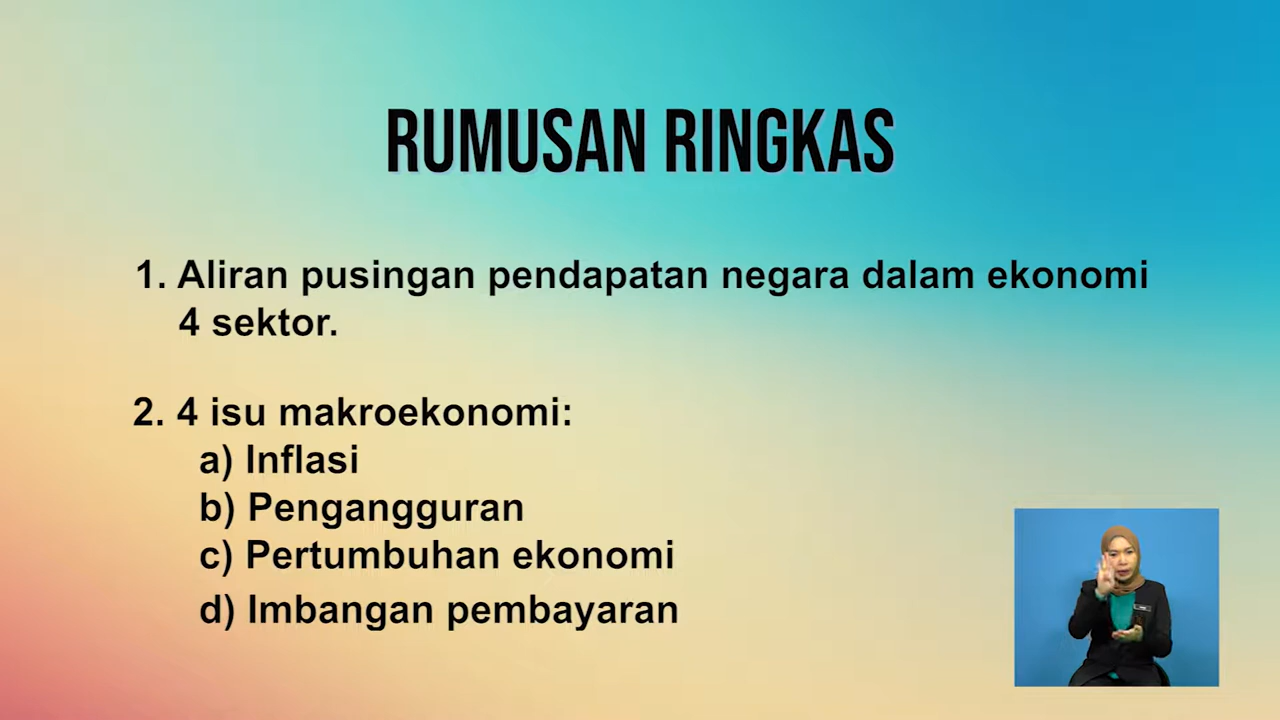 RUMUSAN RINGKAS
1. Aliran pusingan pendapatan negara dalam ekonomi
4 sektor.
2. 4 isu makroekonomi:
a) Inflasi
b) Pengangguran
c) Pertumbuhan ekonomi
d) Imbangan pembayaran